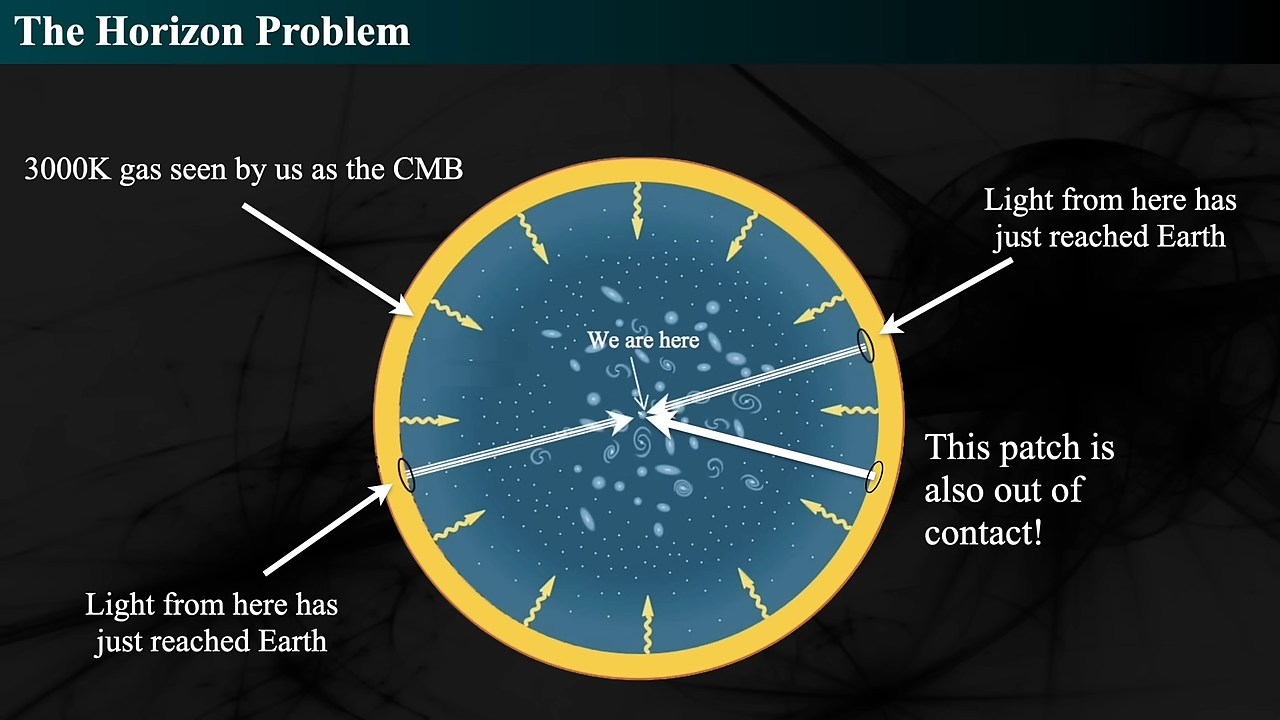 The Horizon Problem
3000K gas seen by us as the CMB
Light from here has
just reached Earth
We are here
This patch is
also out of
contact!
Light from here has
just reached Earth